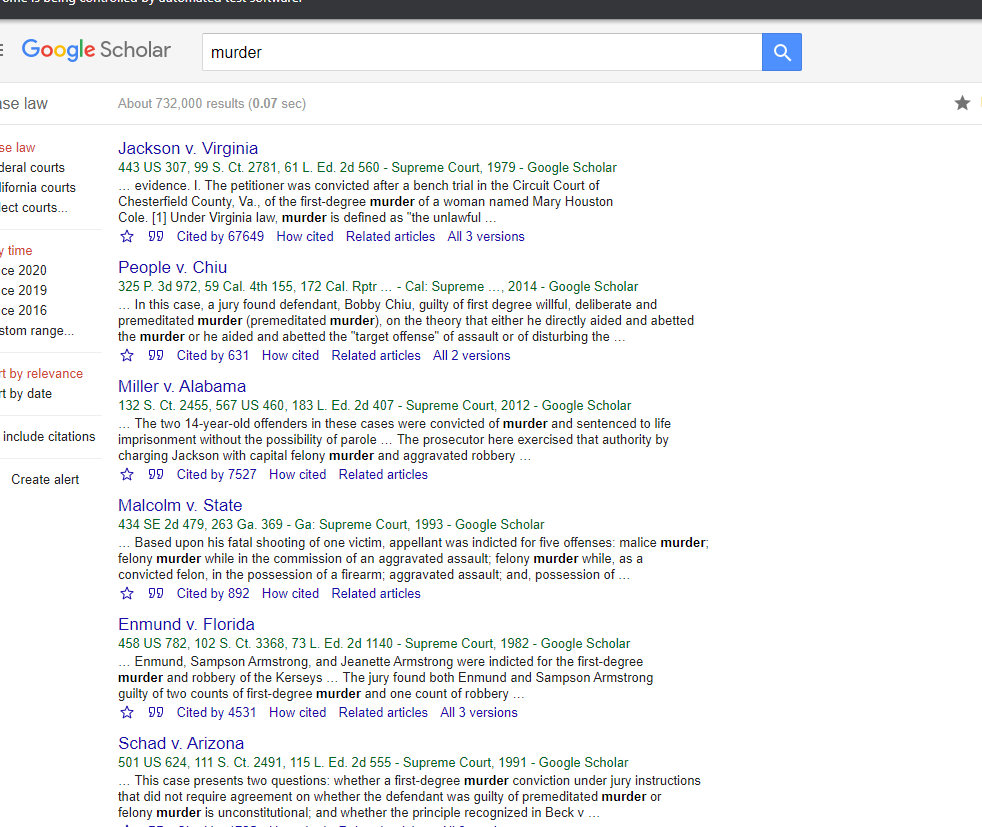 ome is being controlled by automated test software.
Google Scholar
murder
ase law
About 732,000 results (0.07 sec)
se law
deral courts
lifornia courts
lect courts...
y time
ce 2020
ce 2019
ce 2016
stom range...
rt by relevance
rt by date
include citations
Create alert
Jackson v. Virginia
443 US 307, 99 S. Ct. 2781, 61 L. Ed. 2d 560 - Supreme Court, 1979 - Google Scholar
… evidence. I. The petitioner was convicted after a bench trial in the Circuit Court of
Chesterfield County, Va., of the first-degree murder of a woman named Mary Houston
Cole. [1] Under Virginia law, murder is defined as "the unlawful …
Cited by 67649 How cited Related articles All 3 versions
People v. Chiu
325 P. 3d 972, 59 Cal. 4th 155, 172 Cal. Rptr … - Cal: Supreme …, 2014 - Google Scholar
… In this case, a jury found defendant, Bobby Chiu, guilty of first degree willful, deliberate and
premeditated murder (premeditated murder), on the theory that either he directly aided and abetted
the murder or he aided and abetted the "target offense" of assault or of disturbing the …
Cited by 631 How cited Related articles All 2 versions
Miller v. Alabama
132 S. Ct. 2455, 567 US 460, 183 L. Ed. 2d 407 - Supreme Court, 2012 - Google Scholar
… The two 14-year-old offenders in these cases were convicted of murder and sentenced to life
imprisonment without the possibility of parole … The prosecutor here exercised that authority by
charging Jackson with capital felony murder and aggravated robbery …
Cited by 7527 How cited Related articles
Malcolm v. State
434 SE 2d 479, 263 Ga. 369 - Ga: Supreme Court, 1993 - Google Scholar
… Based upon his fatal shooting of one victim, appellant was indicted for five offenses: malice murder;
felony murder while in the commission of an aggravated assault; felony murder while, as a
convicted felon, in the possession of a firearm; aggravated assault; and, possession of …
Cited by 892 How cited Related articles
Enmund v. Florida
458 US 782, 102 S. Ct. 3368, 73 L. Ed. 2d 1140 - Supreme Court, 1982 - Google Scholar
… Enmund, Sampson Armstrong, and Jeanette Armstrong were indicted for the first-degree
murder and robbery of the Kerseys … The jury found both Enmund and Sampson Armstrong
guilty of two counts of first-degree murder and one count of robbery …
Cited by 4531 How cited Related articles All 3 versions
Schad v. Arizona
501 US 624, 111 S. Ct. 2491, 115 L. Ed. 2d 555 - Supreme Court, 1991 - Google Scholar
… This case presents two questions: whether a first-degree murder conviction under jury instructions
that did not require agreement on whether the defendant was guilty of premeditated murder or
felony murder is unconstitutional; and whether the principle recognized in Beck v …